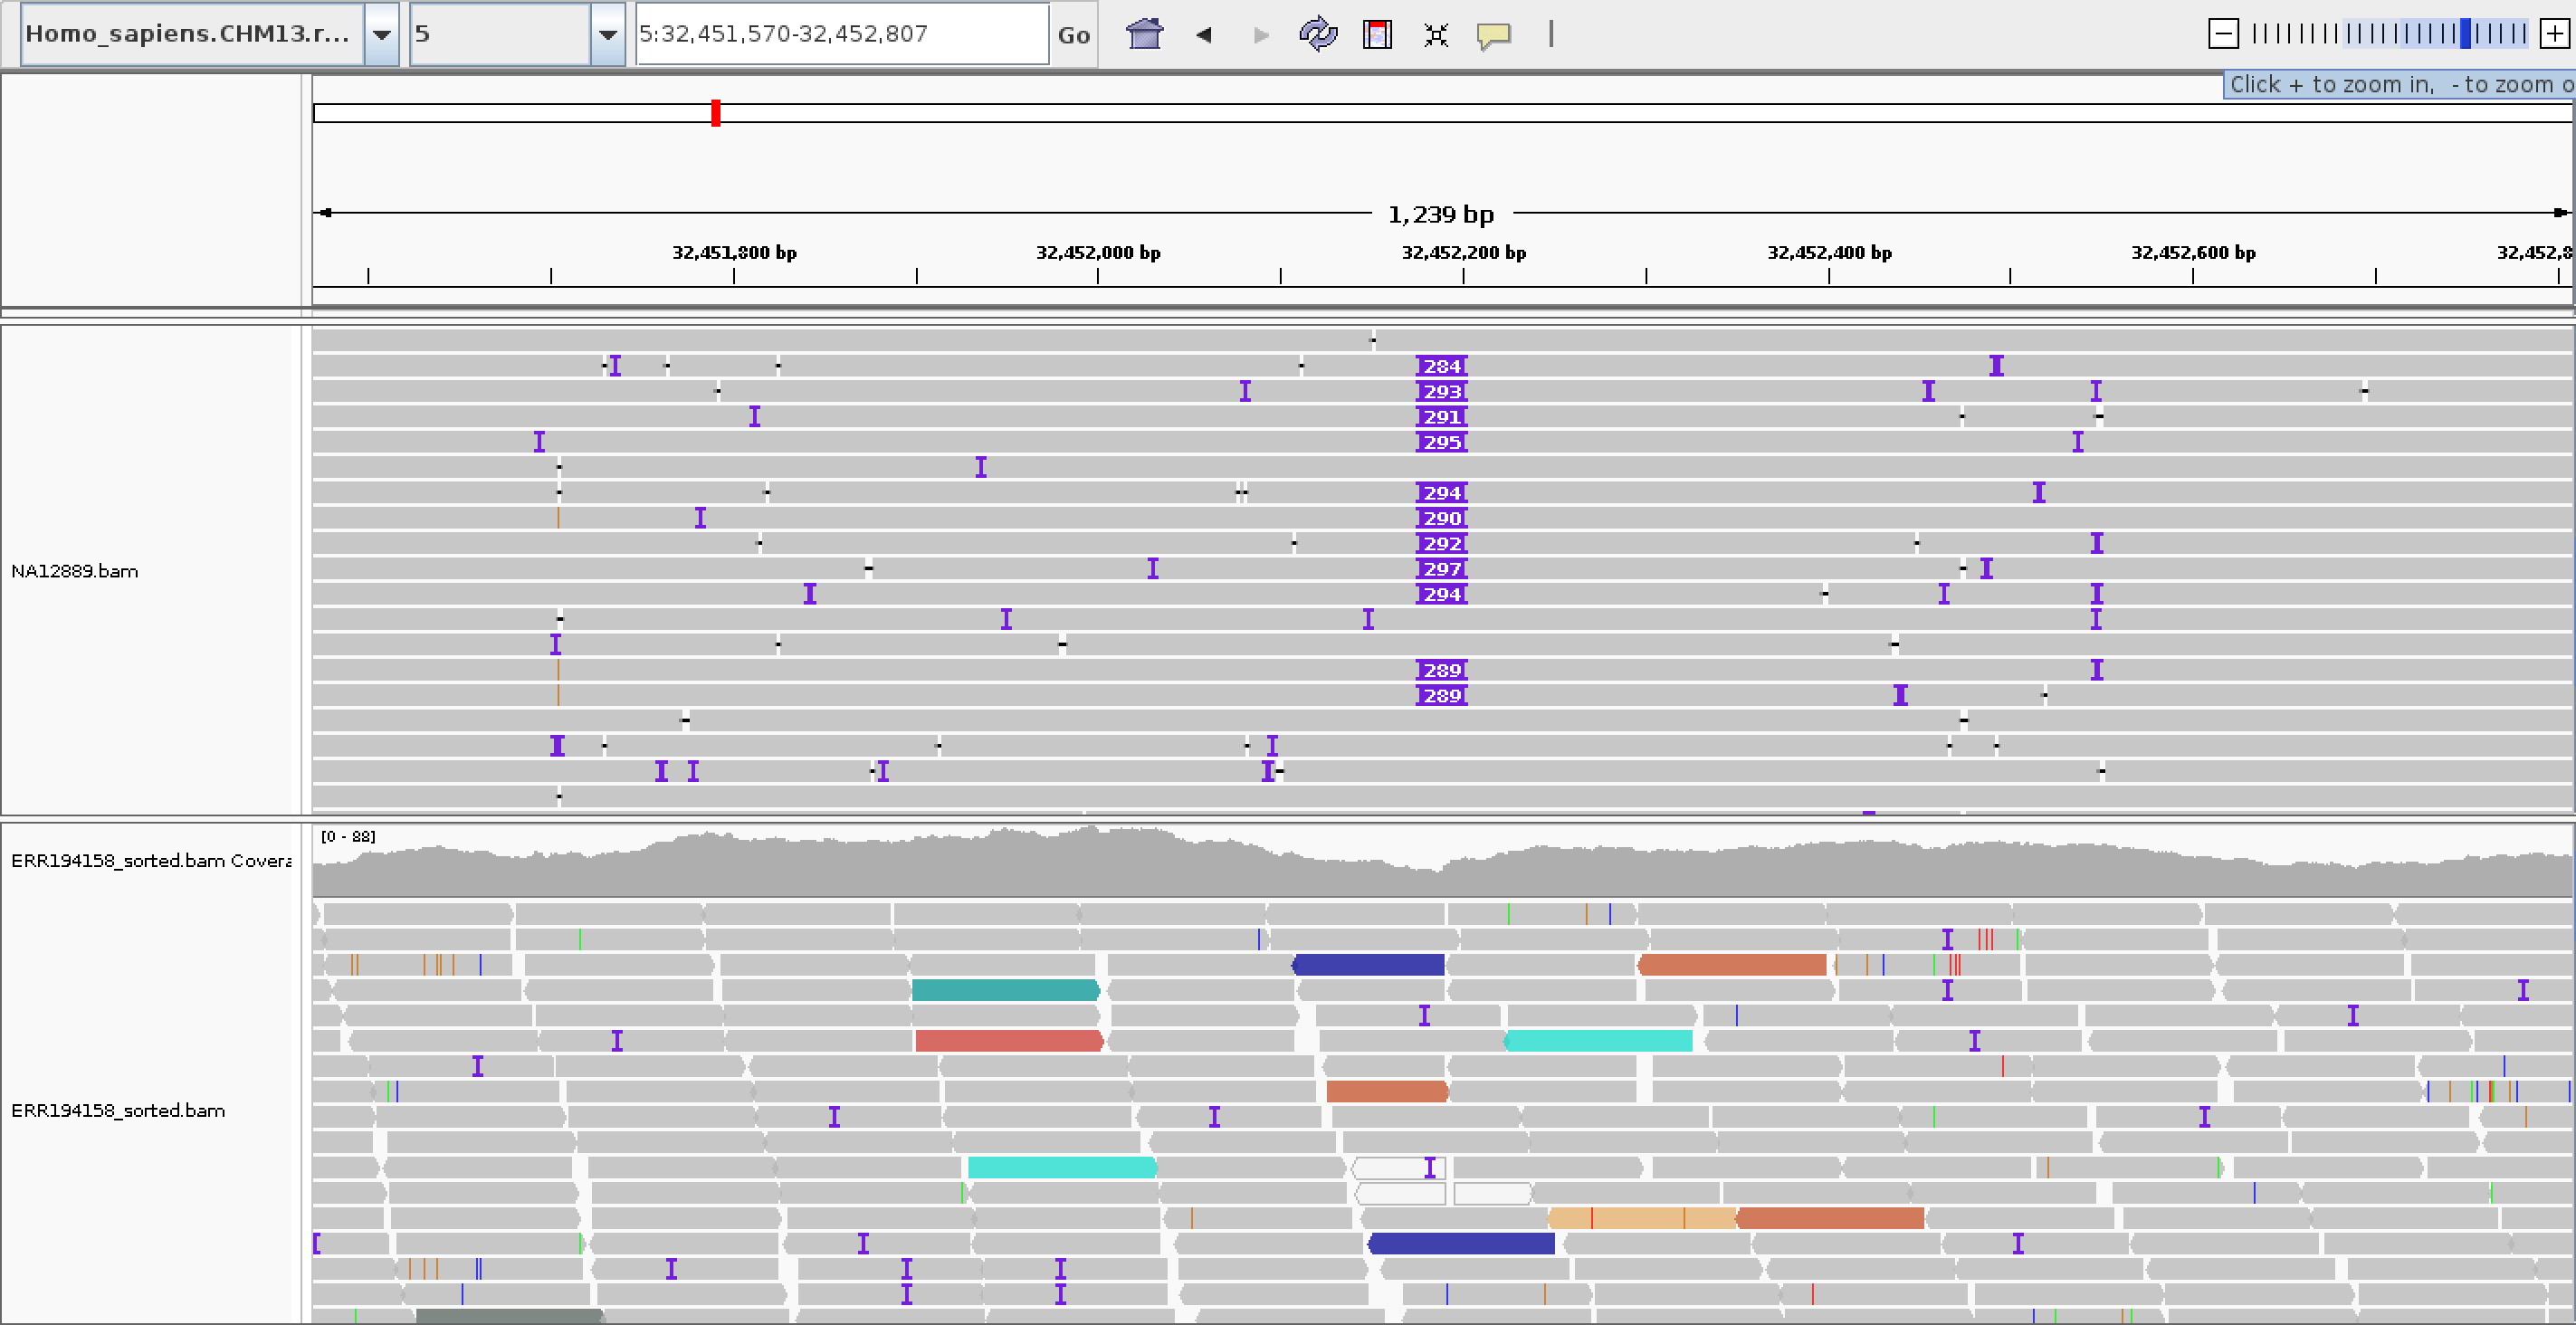 Homo_sapiens.CHM13.r... 5 5:32,451,570-32,452,807 Go
Click + to zoom in, - to zoom o
1,239 bp
32,451,800 bp 32,452,000 bp 32,452,200 bp 32,452,400 bp 32,452,600 bp 32,452,8
284
293
291
295
294
290
292
NA12889.bam
297
294
289
289
[0 - 88]
ERR194158_sorted.bam Covera
ERR194158_sorted.bam